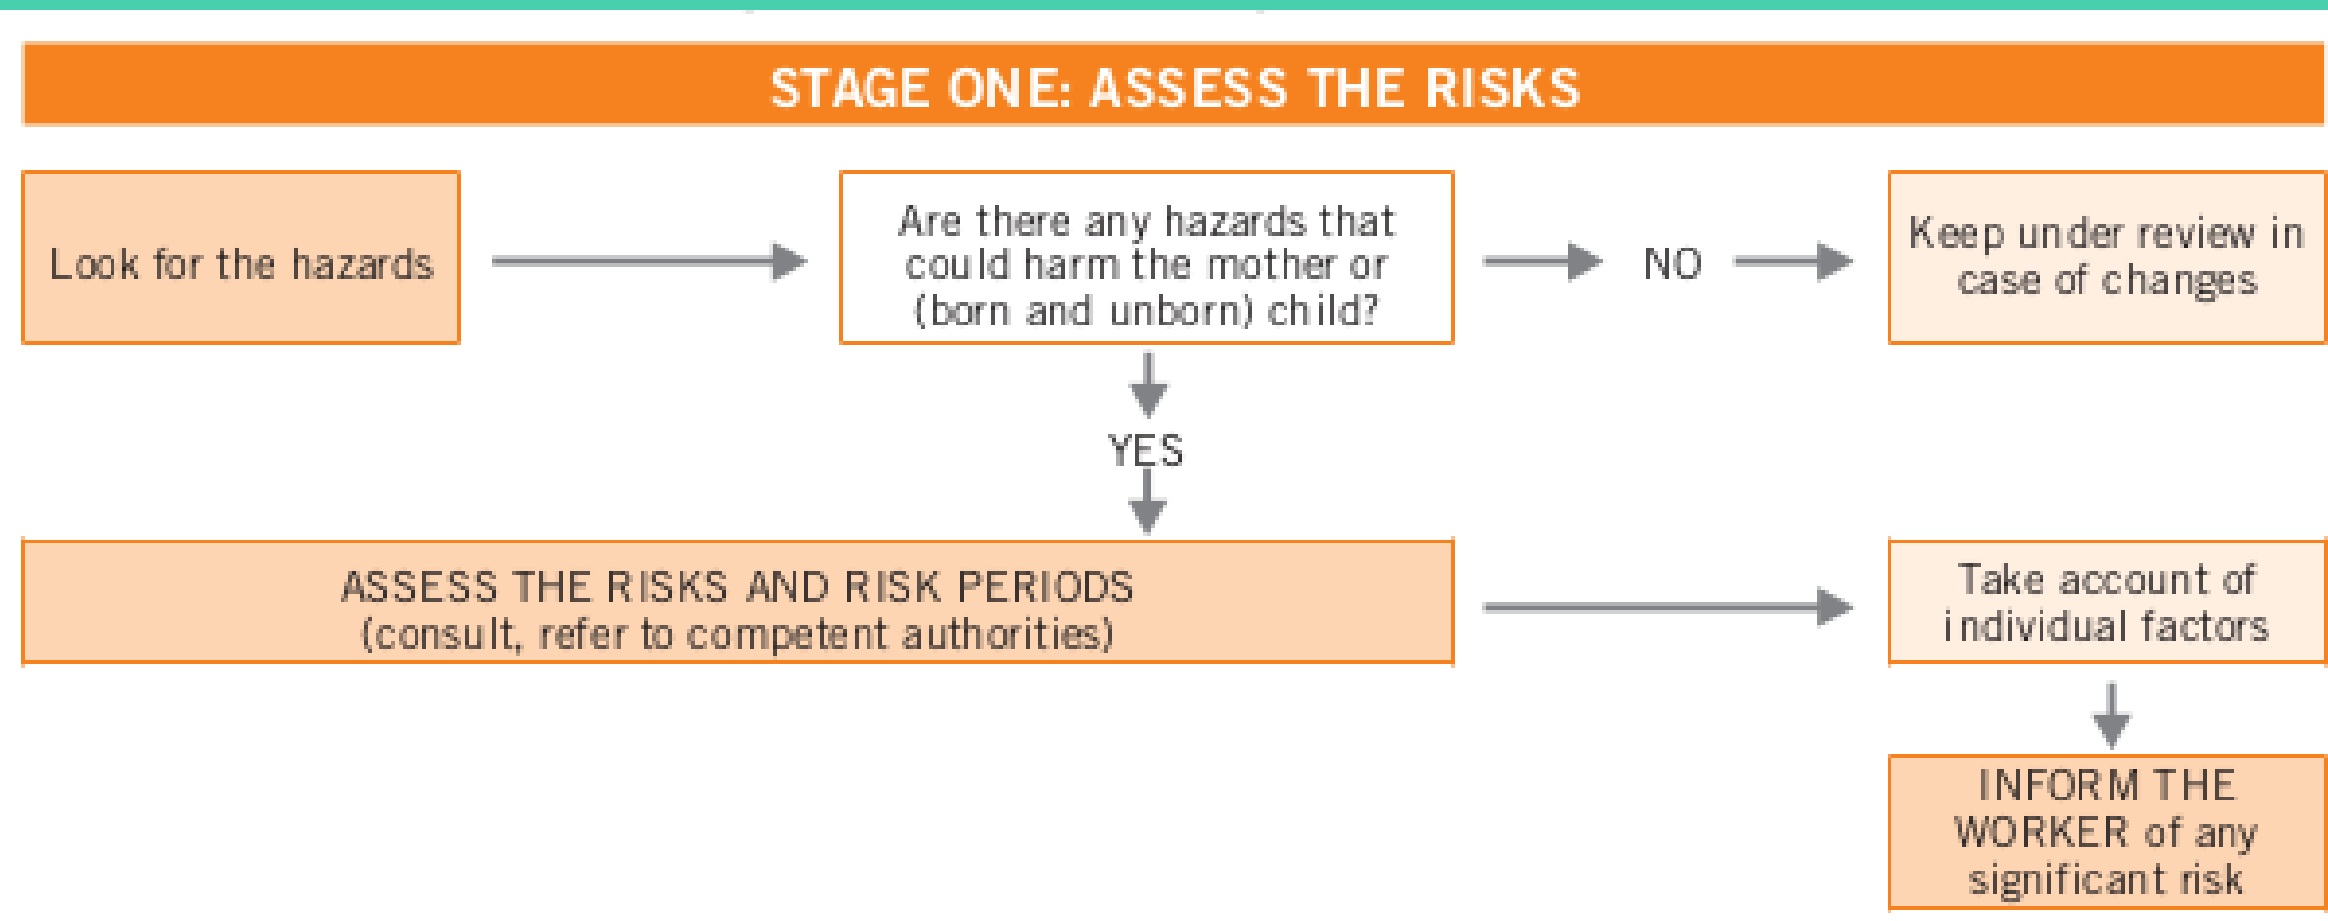 STAGE ONE: ASSESS THE RISKS
Look for the hazards
Are there any hazards that
could harm the mother or
(born and unborn) child?
NO
Keep under review in
case of changes
YES
ASSESS THE RISKS AND RISK PERIODS
(consult, refer to competent authorities)
Take account of
individual factors
INFORM THE
WORKER of any
significant risk